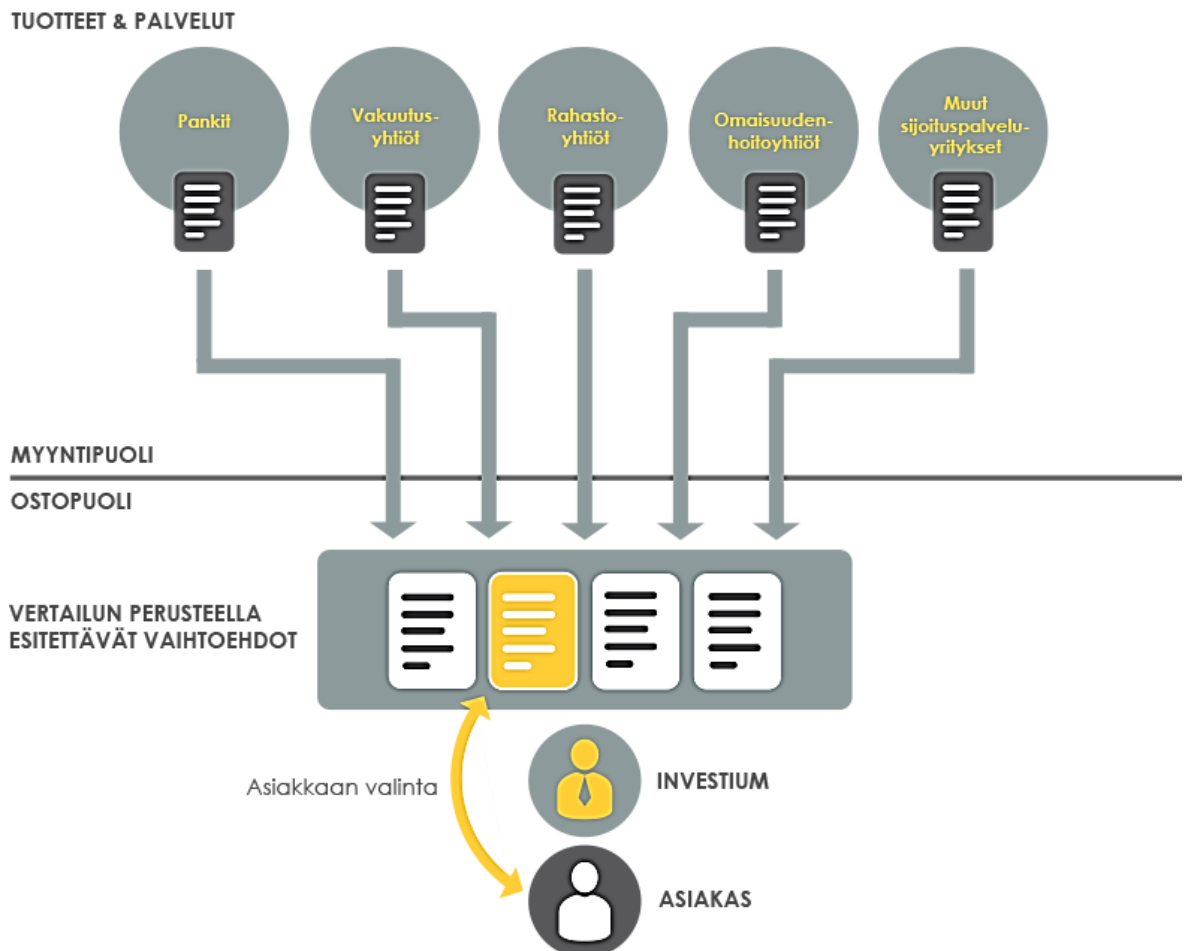 TUOTTEET & PALVELUT
Pankit
Vakuutus-
yhtiöt
Rahasto-
yhtiöt
Omaisuuden-
hoitoyhtiöt
Muut
sijoituspalvelu-
yritykset
MYYNTIPUOLI
OSTOPUOLI
VERTAILUN PERUSTEELLA
ESITETTÄVÄT VAIHTOEHDOT
Asiakkaan valinta
INVESTIUM
ASIAKAS